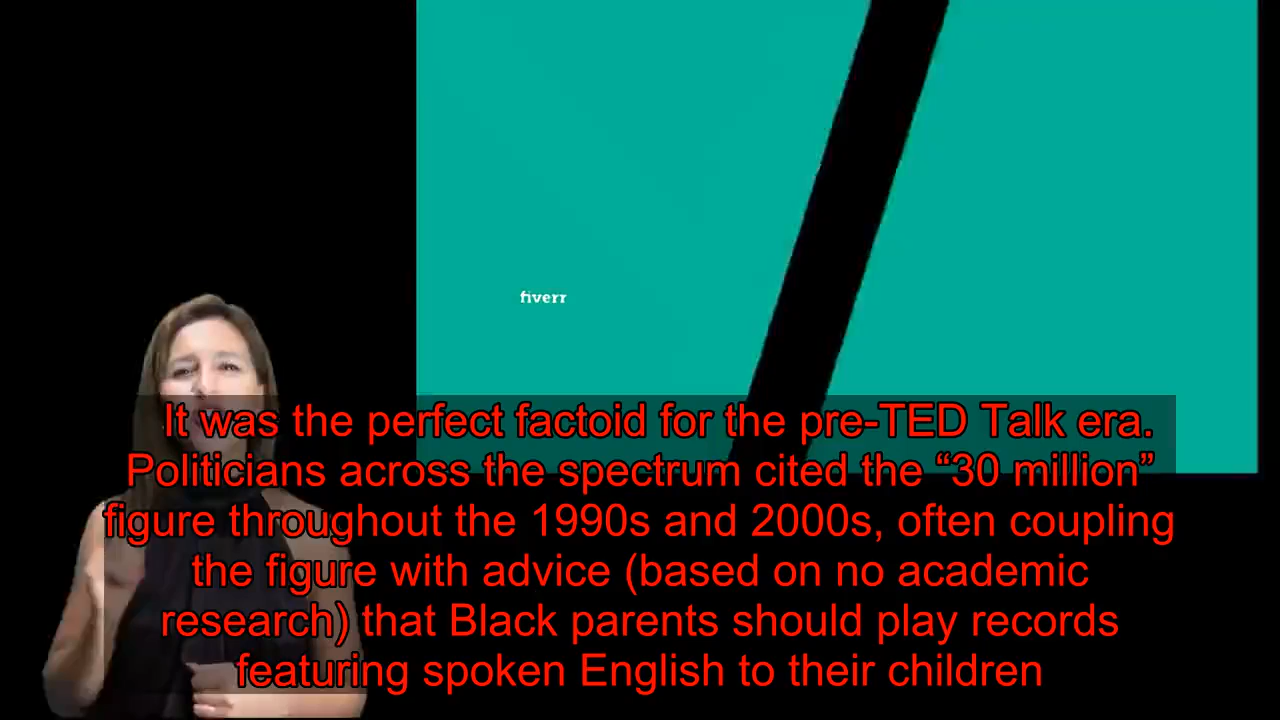 fiverr
It was the perfect factoid for the pre-TED Talk era.
Politicians across the spectrum cited the “30 million”
figure throughout the 1990s and 2000s, often coupling
the figure with advice (based on no academic
research) that Black parents should play records
featuring spoken English to their children